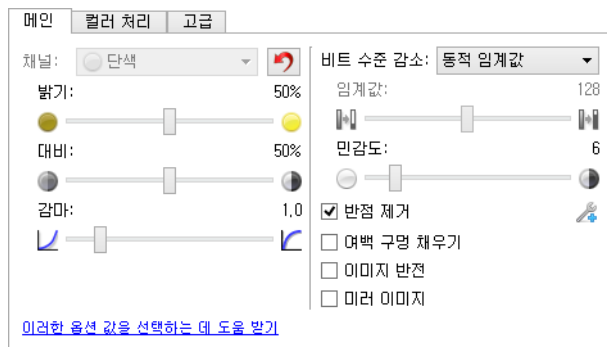 메인 컬러 처리 고급
채널: 단색
밝기: 50%
대비: 50%
감마: 1,0
이러한 옵션 값을 선택하는 데 도움 받기
비트 수준 감소: 동적 임계값
임계값: 128
민감도: 6
반점 제거
여백 구멍 채우기
이미지 반전
미러 이미지